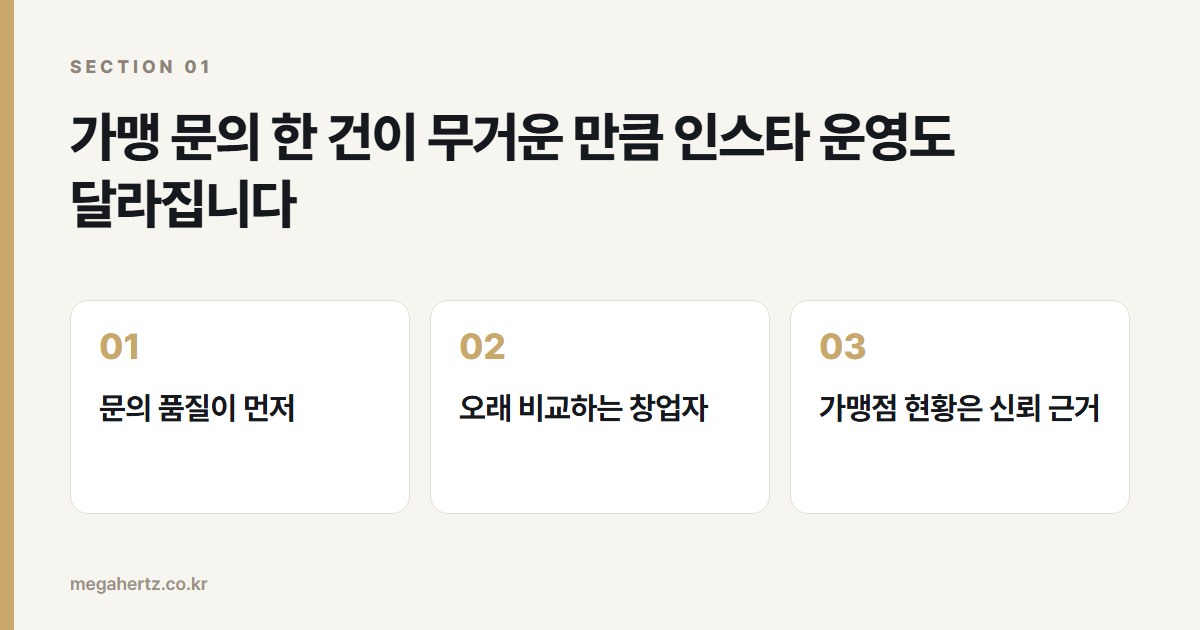 SECTION 01
가맹 문의 한 건이 무거운 만큼 인스타 운영도
달라집니다
01
문의 품질이 먼저
02
오래 비교하는 창업자
03
가맹점 현황은 신뢰 근거
megahertz.co.kr